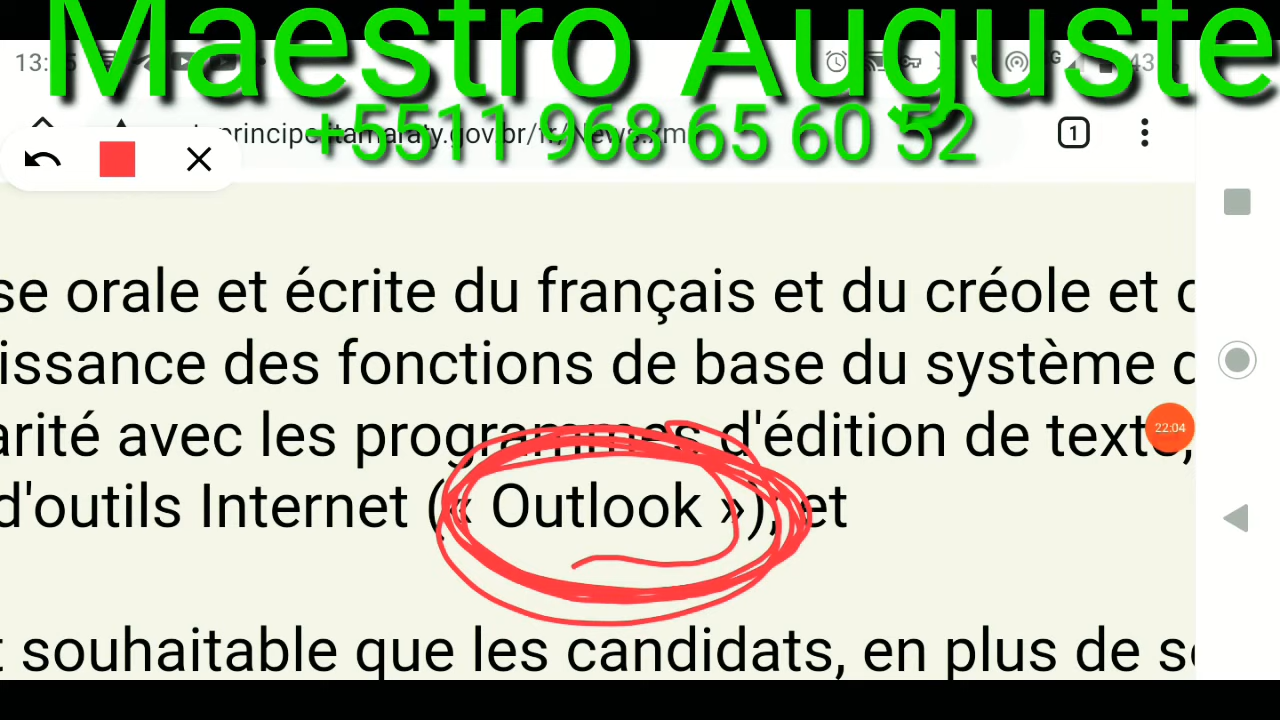 Maestro Auguste
+5511 968 65 60 52
1
se orale et écrite du français et du créole et
issance des fonctions de base du système
arité avec les programmes d'édition de texte,
22:04
d'outils Internet (« Outlook »); et
souhaitable que les candidats, en plus de